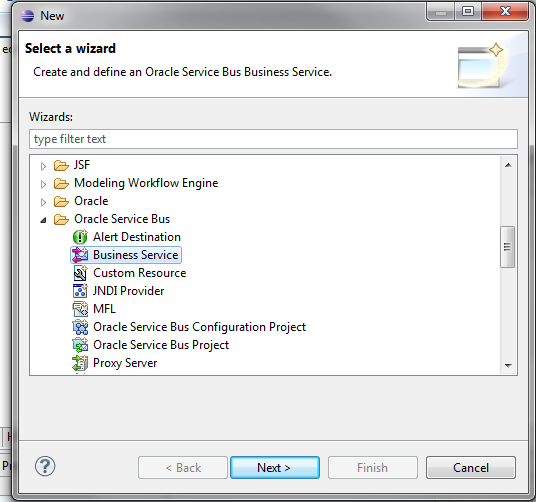 New
Select a wizard
Create and define an Oracle Service Bus Business Service.
Wizards:
type filter text
JSF
Modeling Workflow Engine
Oracle
Oracle Service Bus
Alert Destination
Business Service
Custom Resource
JNDI Provider
MFL
Oracle Service Bus Configuration Project
Oracle Service Bus Project
Proxy Server
< Back
Next >
Finish
Cancel